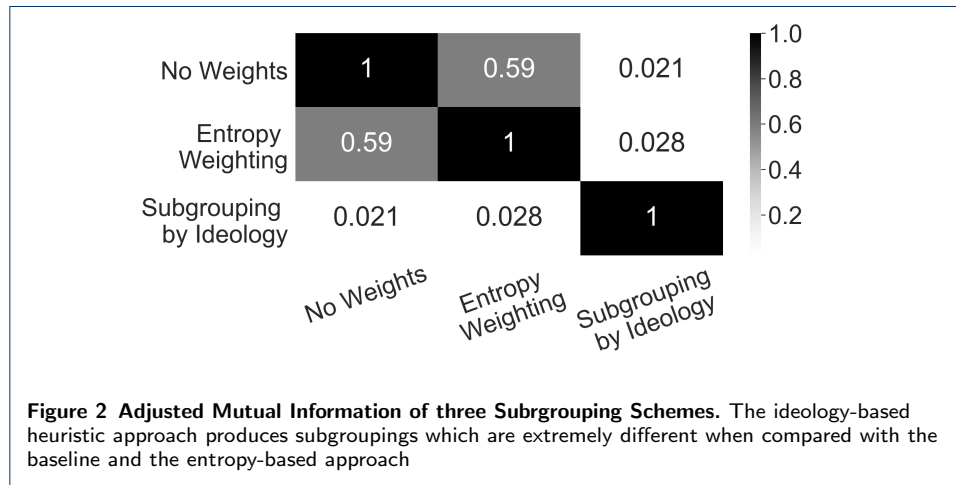 No Weights 1 0.59 0.021
Entropy
Weighting 0.59 1 0.028
Subgrouping
by Ideology 0.021 0.028 1
1.0
0.8
0.6
0.4
0.2
No Weights
Entropy
Weighting
Subgrouping
by Ideology
Figure 2 Adjusted Mutual Information of three Subrgrouping Schemes. The ideology-based
heuristic approach produces subgroupings which are extremely different when compared with the
baseline and the entropy-based approach